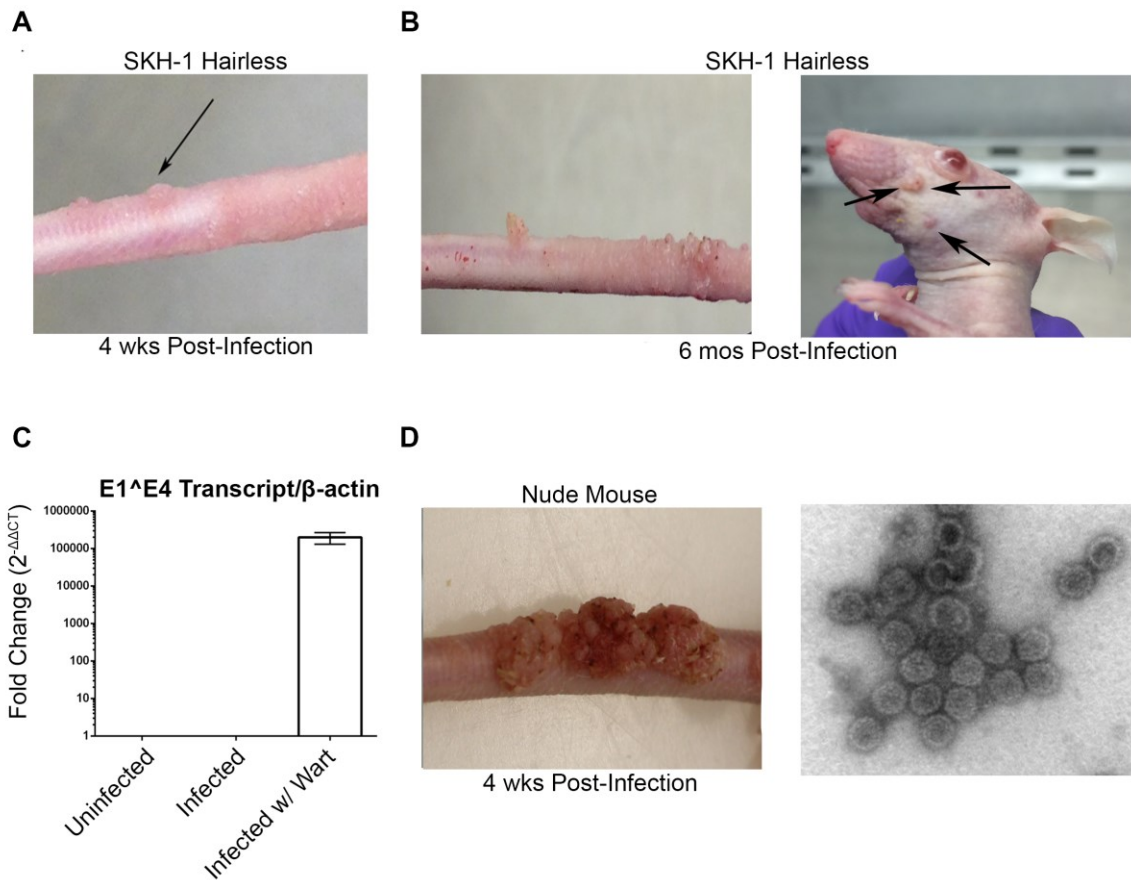 A
SKH-1 Hairless
4 wks Post-Infection
B
SKH-1 Hairless
6 mos Post-Infection
C
E1^E4 Transcript/β-actin
Fold Change (2-ΔΔCT)
1000000
100000
10000
1000
100
10
1
Uninfected
Infected
Infected w/ Wart
D
Nude Mouse
4 wks Post-Infection